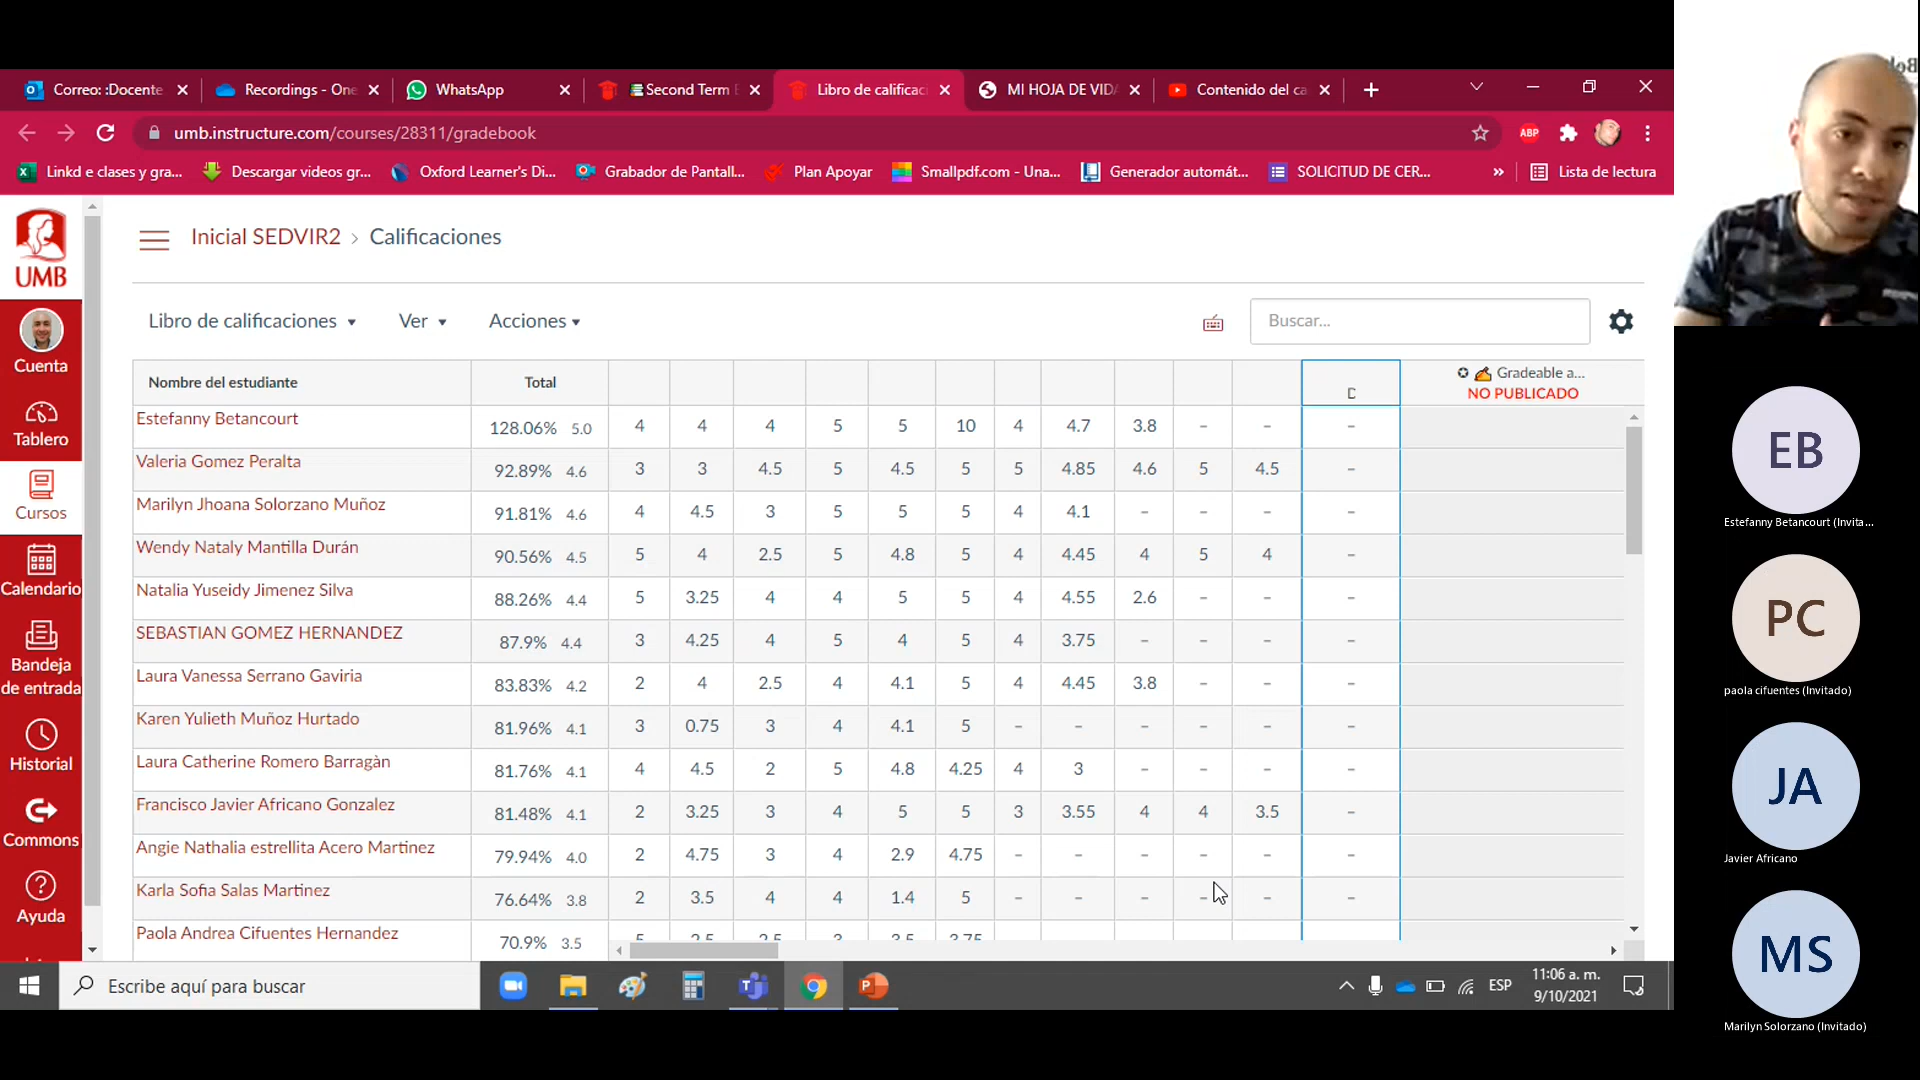 Correo: :Docente
Recordings - One
WhatsApp
Second Term E
Libro de calificac
MI HOJA DE VIDA
Contenido del ca
umb.instructure.com/courses/28311/gradebook
ABP
Linkd e clases y gra...
Descargar videos gr...
Oxford Learner's Di...
Grabador de Pantall...
Plan Apoyar
Smallpdf.com - Una...
Generador automát...
SOLICITUD DE CER...
»
Lista de lectura
UMB
Cuenta
Tablero
Cursos
Calendario
Bandeja
de entrada
Historial
Commons
Ayuda
Inicial SEDVIR2 › Calificaciones
Libro de calificaciones
Ver
Acciones
Buscar...
Nombre del estudiante Total D Gradeable a...
NO PUBLICADO
Estefanny Betancourt 128.06% 5.0 4 4 4 5 5 10 4 4.7 3.8 – – –
Valeria Gomez Peralta 92.89% 4.6 3 3 4.5 5 4.5 5 5 4.85 4.6 5 4.5 –
Marilyn Jhoana Solorzano Muñoz 91.81% 4.6 4 4.5 3 5 5 5 4 4.1 – – – –
Wendy Nataly Mantilla Durán 90.56% 4.5 5 4 2.5 5 4.8 5 4 4.45 4 5 4 –
Natalia Yuseidy Jimenez Silva 88.26% 4.4 5 3.25 4 4 5 5 4 4.55 2.6 – – –
SEBASTIAN GOMEZ HERNANDEZ 87.9% 4.4 3 4.25 4 5 4 5 4 3.75 – – – –
Laura Vanessa Serrano Gaviria 83.83% 4.2 2 4 2.5 4 4.1 5 4 4.45 3.8 – – –
Karen Yulieth Muñoz Hurtado 81.96% 4.1 3 0.75 3 4 4.1 5 – – – – – –
Laura Catherine Romero Barragàn 81.76% 4.1 4 4.5 2 5 4.8 4.25 4 3 – – – –
Francisco Javier Africano Gonzalez 81.48% 4.1 2 3.25 3 4 5 5 3 3.55 4 4 3.5 –
Angie Nathalia estrellita Acero Martinez 79.94% 4.0 2 4.75 3 4 2.9 4.75 – – – – – –
Karla Sofia Salas Martinez 76.64% 3.8 2 3.5 4 4 1.4 5 – – – – – –
Paola Andrea Cifuentes Hernandez 70.9% 3.5
Escribe aquí para buscar
ESP
11:06 a. m.
9/10/2021
EB
Estefanny Betancourt (Invita...
PC
paola cifuentes (Invitado)
JA
Javier Africano
MS
Marilyn Solorzano (Invitado)